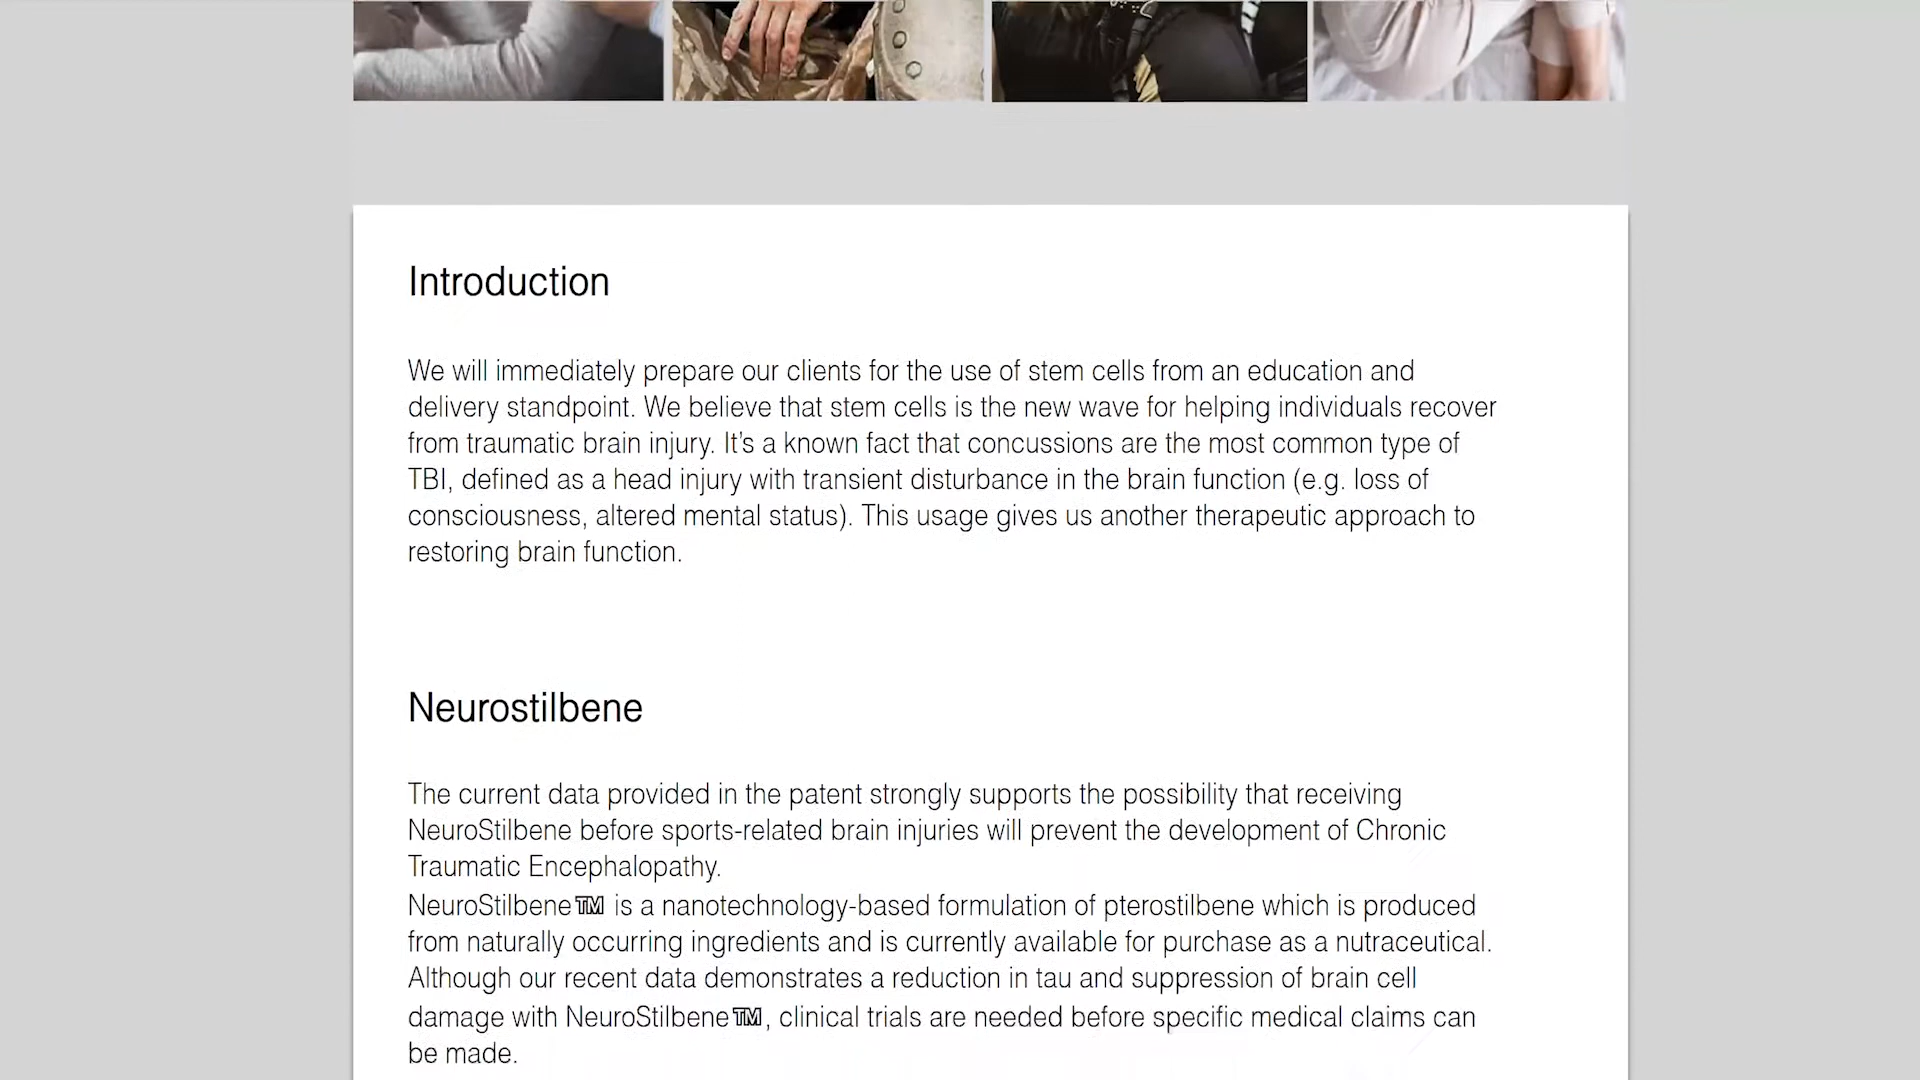 Introduction
We will immediately prepare our clients for the use of stem cells from an education and
delivery standpoint. We believe that stem cells is the new wave for helping individuals recover
from traumatic brain injury. It’s a known fact that concussions are the most common type of
TBI, defined as a head injury with transient disturbance in the brain function (e.g. loss of
consciousness, altered mental status). This usage gives us another therapeutic approach to
restoring brain function.
Neurostilbene
The current data provided in the patent strongly supports the possibility that receiving
NeuroStilbene before sports-related brain injuries will prevent the development of Chronic
Traumatic Encephalopathy.
NeuroStilbene™ is a nanotechnology-based formulation of pterostilbene which is produced
from naturally occurring ingredients and is currently available for purchase as a nutraceutical.
Although our recent data demonstrates a reduction in tau and suppression of brain cell
damage with NeuroStilbene™, clinical trials are needed before specific medical claims can
be made.